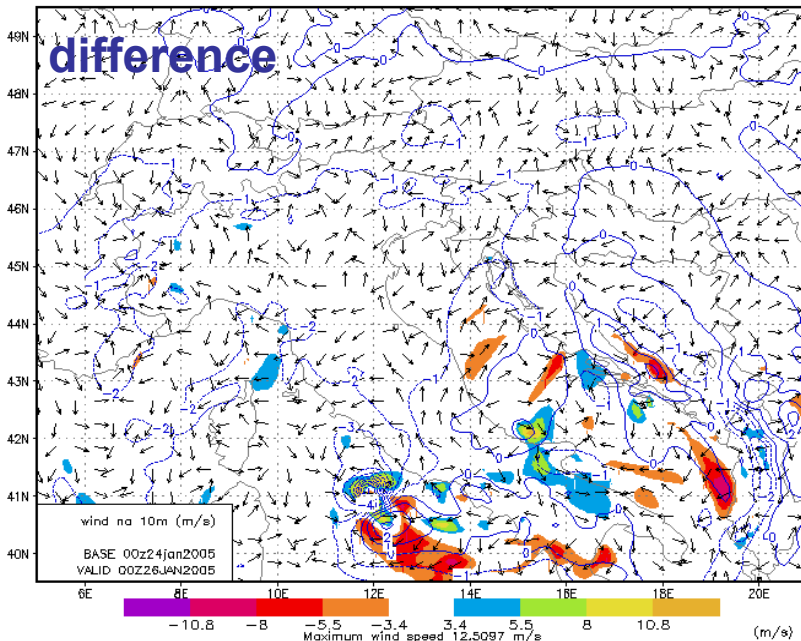 difference
49N
48N
47N
46N
45N
44N
43N
42N
41N
40N
wind na 10m (m/s)
BASE 00z24jan2005
VALID 00Z26JAN2005
6E 8E 10E 12E 14E 16E 18E 20E
-10.8 -8 -5.5 -3.4 3.4 5.5 8 10.8
Maximum wind speed 12.5097 m/s (m/s)